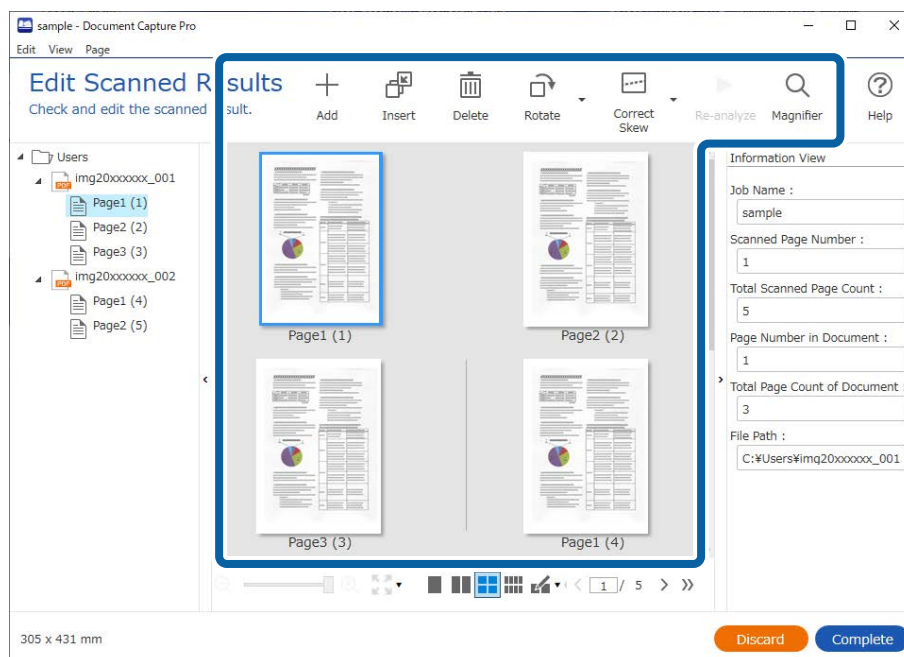 sample - Document Capture Pro
Edit View Page
Edit Scanned Results
Check and edit the scanned result.
Add
Insert
Delete
Rotate
Correct Skew
Re-analyze
Magnifier
Help
Users
img20xxxxxx_001
Page1 (1)
Page2 (2)
Page3 (3)
img20xxxxxx_002
Page1 (4)
Page2 (5)
Page1 (1)
Page2 (2)
Page3 (3)
Page1 (4)
Information View
Job Name :
sample
Scanned Page Number :
1
Total Scanned Page Count :
5
Page Number in Document :
1
Total Page Count of Document :
3
File Path :
C:¥Users¥img20xxxxxx_001
1 / 5
305 x 431 mm
Discard
Complete